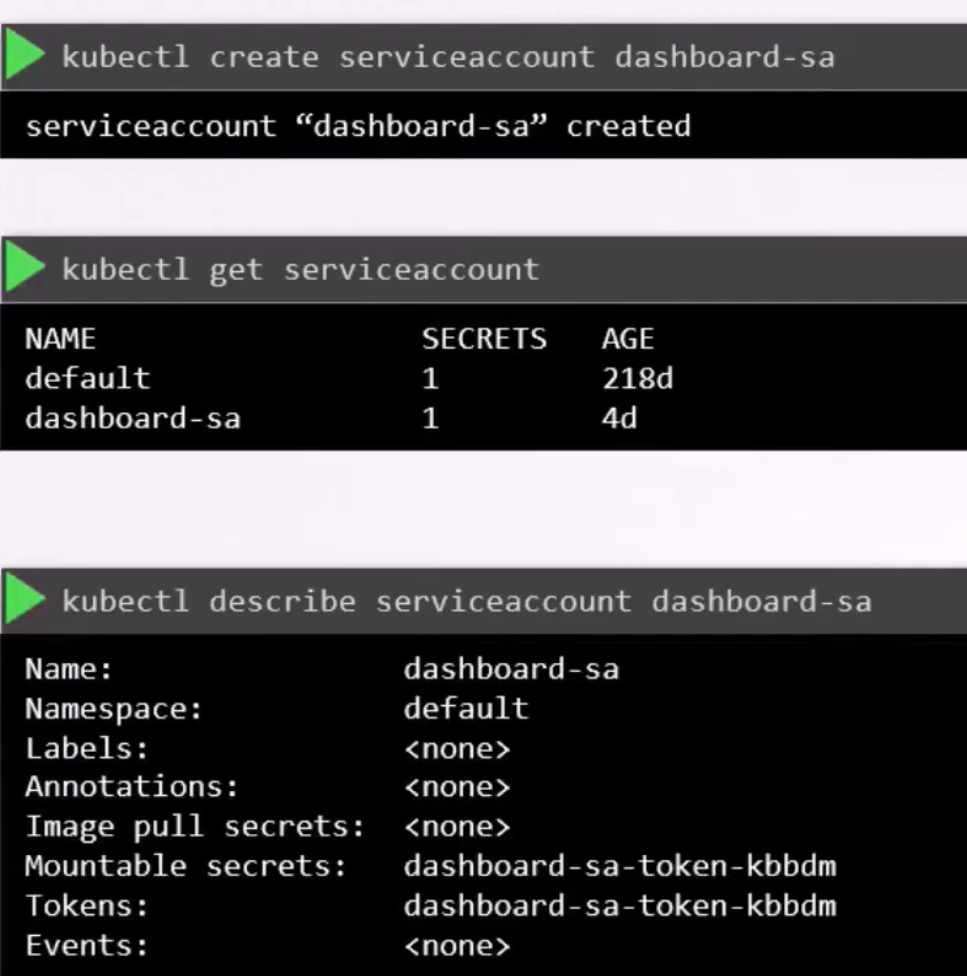 kubectl create serviceaccount dashboard-sa
serviceaccount “dashboard-sa” created
kubectl get serviceaccount
NAME SECRETS AGE
default 1 218d
dashboard-sa 1 4d
kubectl describe serviceaccount dashboard-sa
Name: dashboard-sa
Namespace: default
Labels: <none>
Annotations: <none>
Image pull secrets: <none>
Mountable secrets: dashboard-sa-token-kbbdm
Tokens: dashboard-sa-token-kbbdm
Events: <none>